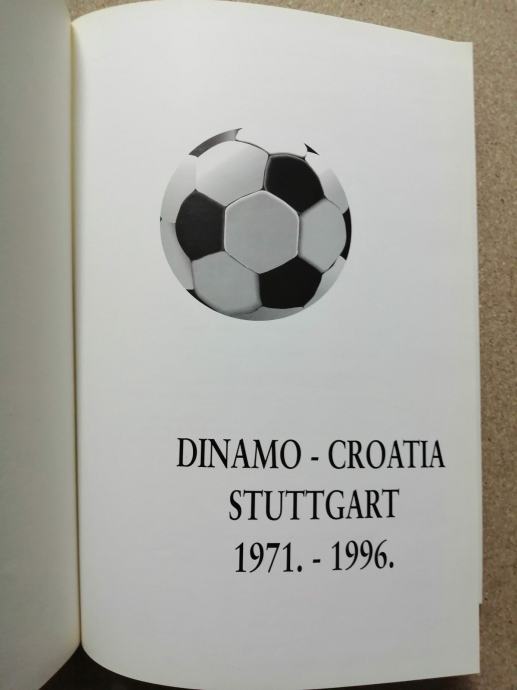 DINAMO - CROATIA
STUTTGART
1971. - 1996.